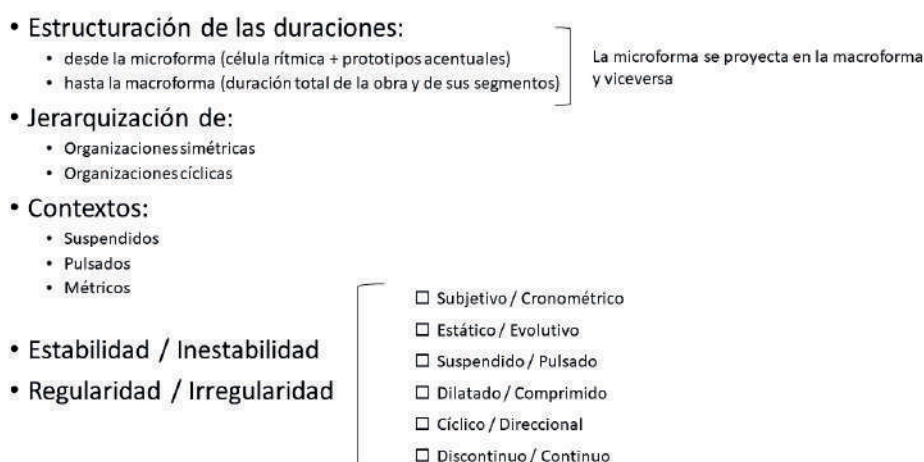 • Estructuración de las duraciones:
• desde la microforma (célula rítmica + prototipos acentuales)
• hasta la macroforma (duración total de la obra y de sus segmentos)
La microforma se proyecta en la macroforma
y viceversa
• Jerarquización de:
• Organizaciones simétricas
• Organizaciones cíclicas
• Contextos:
• Suspendidos
• Pulsados
• Métricos
• Estabilidad / Inestabilidad
• Regularidad / Irregularidad
☐ Subjetivo / Cronométrico
☐ Estático / Evolutivo
☐ Suspendido / Pulsado
☐ Dilatado / Comprimido
☐ Cíclico / Direccional
☐ Discontinuo / Continuo